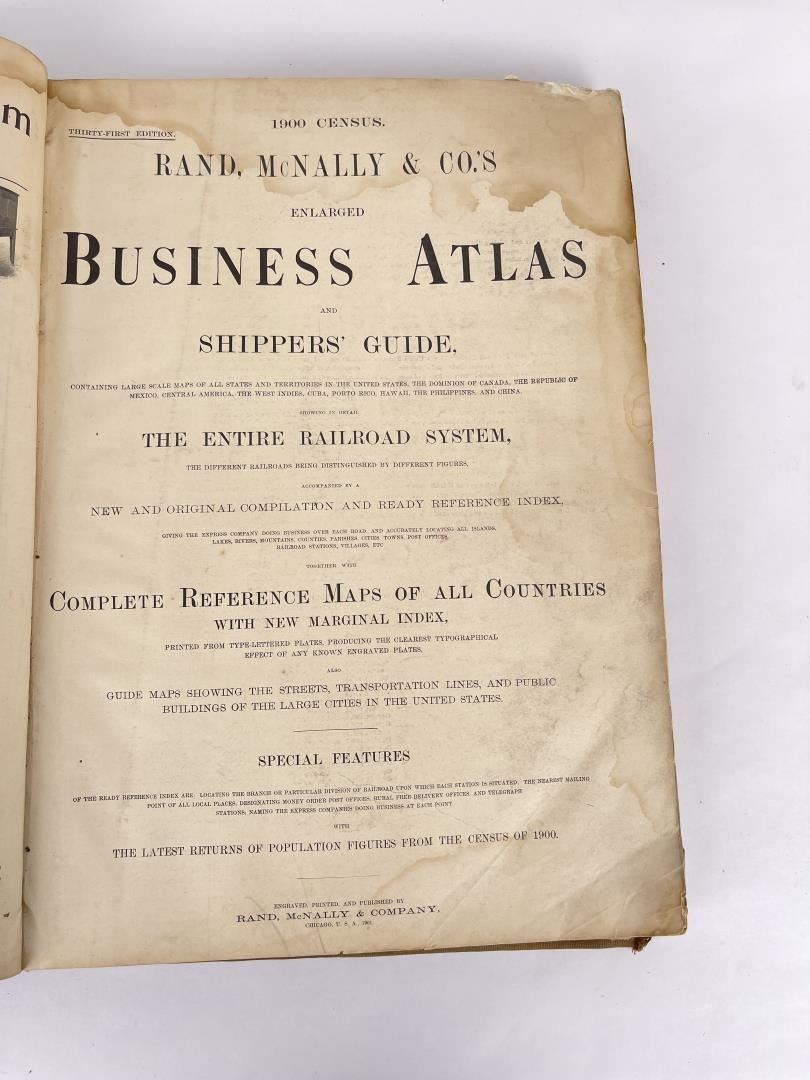 m
THIRTY-FIRST EDITION.
1900 CENSUS.
RAND, MCNALLY & CO.'S
ENLARGED
BUSINESS ATLAS
AND
SHIPPERS' GUIDE,
CONTAINING LARGE SCALE MAPS OF ALL STATES AND TERRITORIES IN THE UNITED STATES, THE DOMINION OF CANADA, THE REPUBLIC OF
MEXICO, CENTRAL AMERICA, THE WEST INDIES, CUBA, PORTO RICO, HAWAII, THE PHILIPPINES, AND CHINA.
SHOWING IN DETAIL
THE ENTIRE RAILROAD SYSTEM,
THE DIFFERENT RAILROADS BEING DISTINGUISHED BY DIFFERENT FIGURES,
ACCOMPANIED BY A
NEW AND ORIGINAL COMPILATION AND READY REFERENCE INDEX,
GIVING THE EXPRESS COMPANY DOING BUSINESS OVER EACH ROAD, AND ACCURATELY LOCATING ALL ISLANDS,
LAKES, RIVERS, MOUNTAINS, COUNTIES, PARISHES, CITIES, TOWNS, POST OFFICES,
RAILROAD STATIONS, VILLAGES, ETC
TOGETHER WITH
COMPLETE REFERENCE MAPS OF ALL COUNTRIES
WITH NEW MARGINAL INDEX,
PRINTED FROM TYPE-LETTERED PLATES, PRODUCING THE CLEAREST TYPOGRAPHICAL
EFFECT OF ANY KNOWN ENGRAVED PLATES,
ALSO
GUIDE MAPS SHOWING THE STREETS, TRANSPORTATION LINES, AND PUBLIC
BUILDINGS OF THE LARGE CITIES IN THE UNITED STATES.
SPECIAL FEATURES
OF THE READY REFERENCE INDEX ARE: LOCATING THE BRANCH OR PARTICULAR DIVISION OF RAILROAD UPON WHICH EACH STATION IS SITUATED, THE NEAREST MAILING
POINT OF ALL LOCAL PLACES; DESIGNATING MONEY ORDER POST OFFICES, RURAL FREE DELIVERY OFFICES, AND TELEGRAPH
STATIONS; NAMING THE EXPRESS COMPANIES DOING BUSINESS AT EACH POINT
WITH
THE LATEST RETURNS OF POPULATION FIGURES FROM THE CENSUS OF 1900.
ENGRAVED, PRINTED, AND PUBLISHED BY
RAND, MCNALLY & COMPANY,
CHICAGO, U. S. A., 1901.